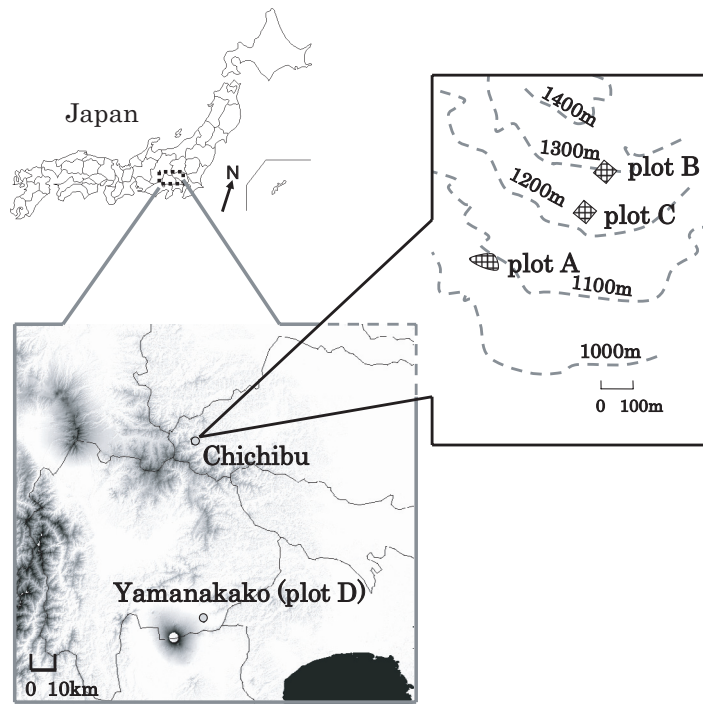 Japan
N
1400m
1300m
plot B
1200m
plot C
plot A
1100m
1000m
0 100m
Chichibu
Yamanakako (plot D)
0 10km